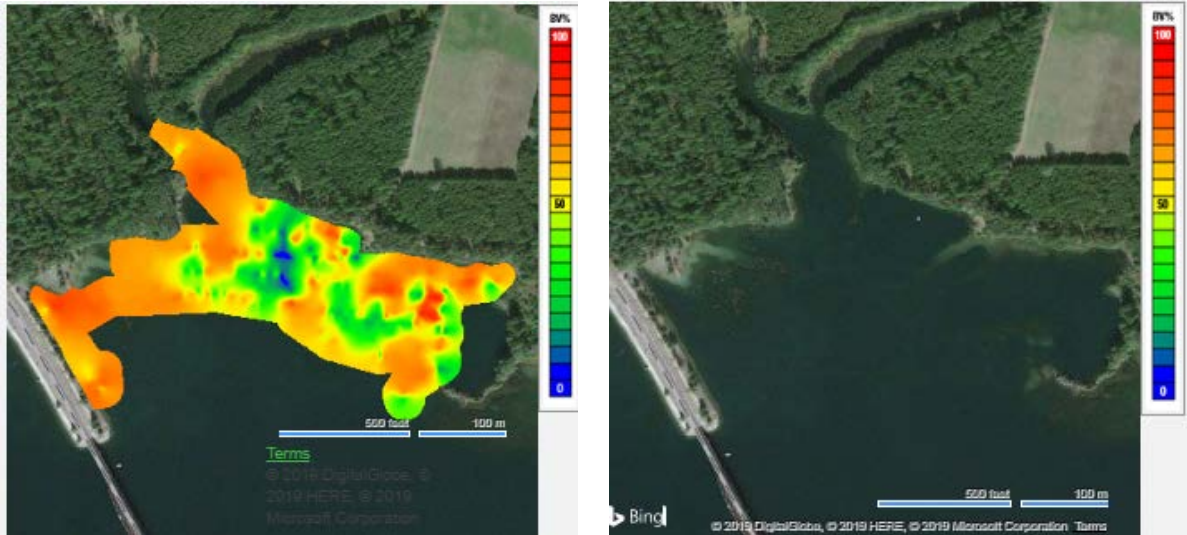 BV%
100
50
0
500 feet
100 m
Terms
© 2019 DigitalGlobe, ©
2019 HERE, © 2019
Microsoft Corporation
BV%
100
50
0
500 feet
100 m
Bing
© 2019 DigitalGlobe, © 2019 HERE, © 2019 Microsoft Corporation Terms